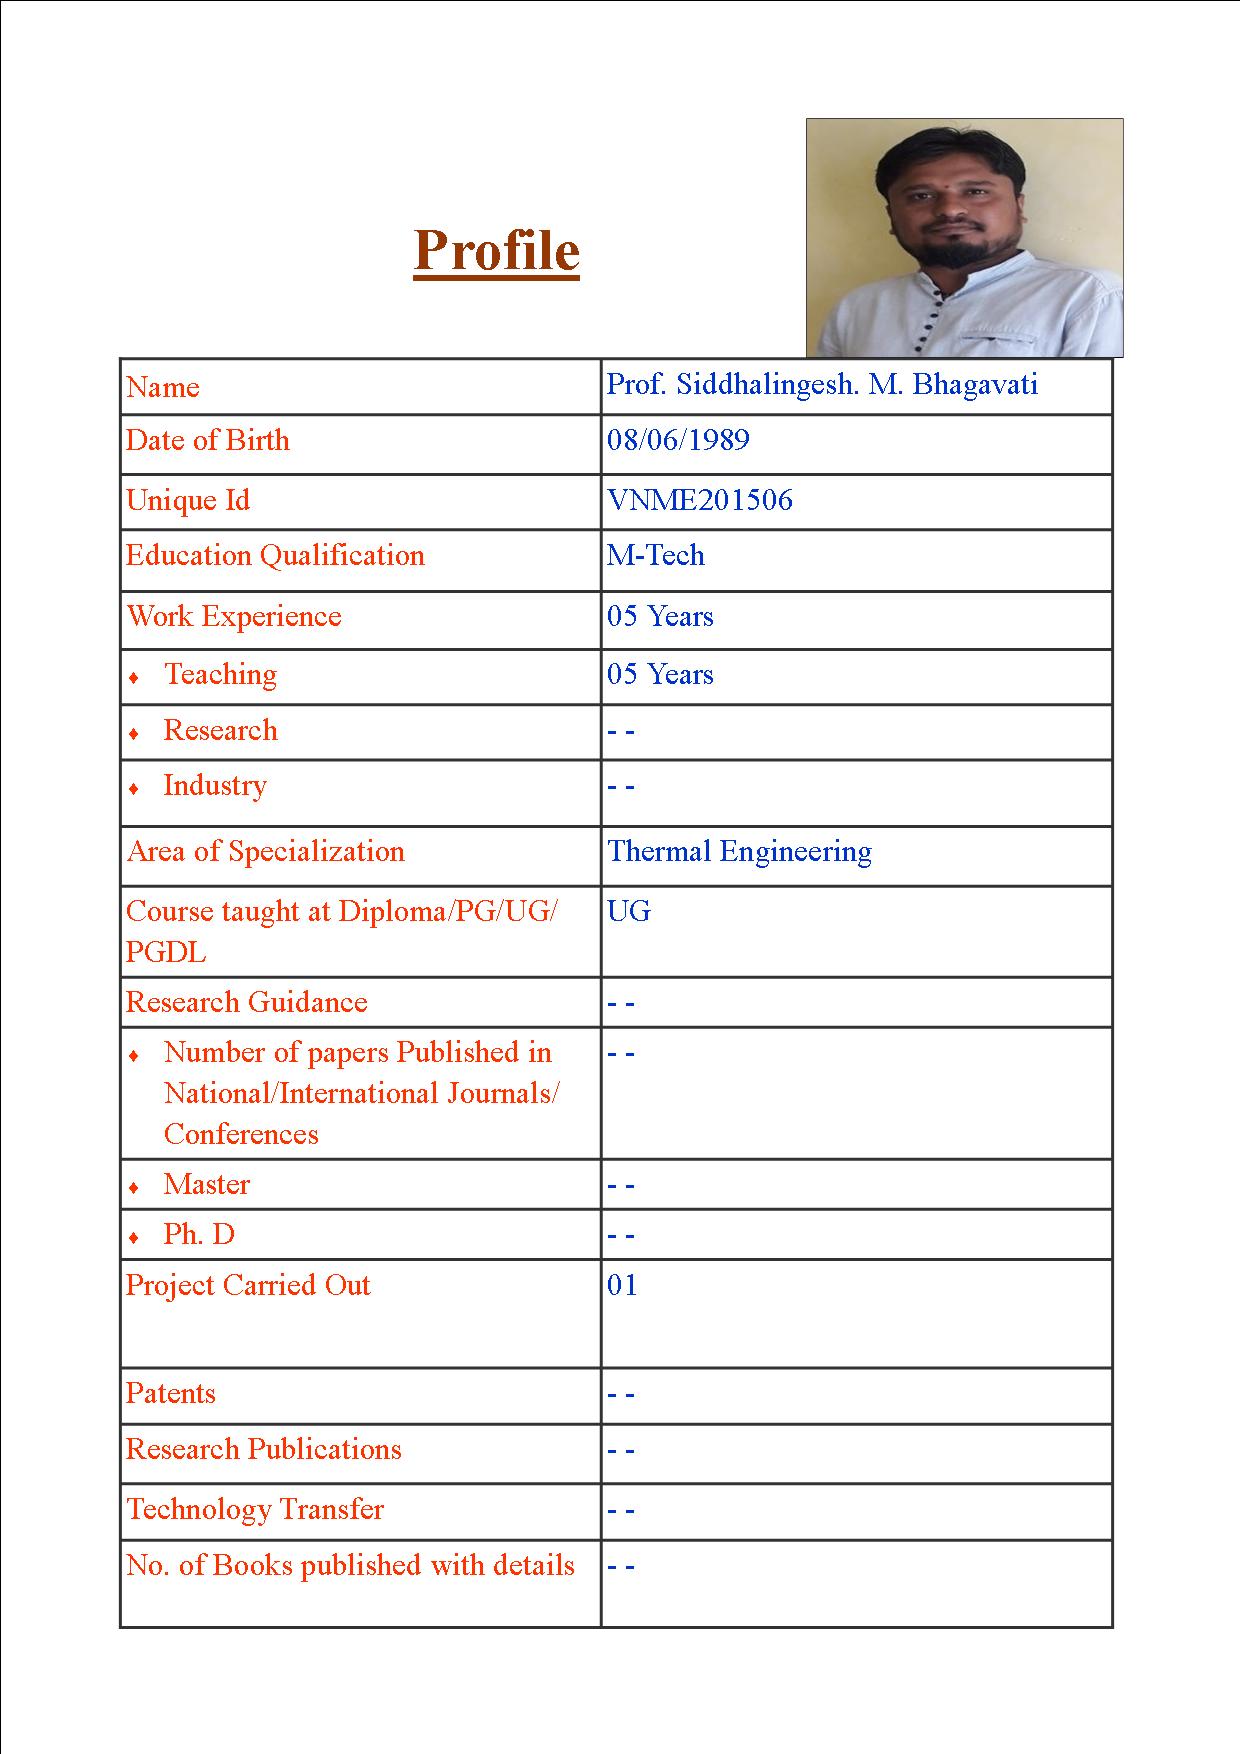 Profile
Name
Prof. Siddhalingesh. M. Bhagavati
Date of Birth
08/06/1989
Unique Id
VNME201506
Education Qualification
M-Tech
Work Experience
05 Years
♦ Teaching
05 Years
♦ Research
- -
♦ Industry
- -
Area of Specialization
Thermal Engineering
Course taught at Diploma/PG/UG/
PGDL
UG
Research Guidance
- -
♦ Number of papers Published in
National/International Journals/
Conferences
- -
♦ Master
- -
♦ Ph. D
- -
Project Carried Out
01
Patents
- -
Research Publications
- -
Technology Transfer
- -
No. of Books published with details
- -